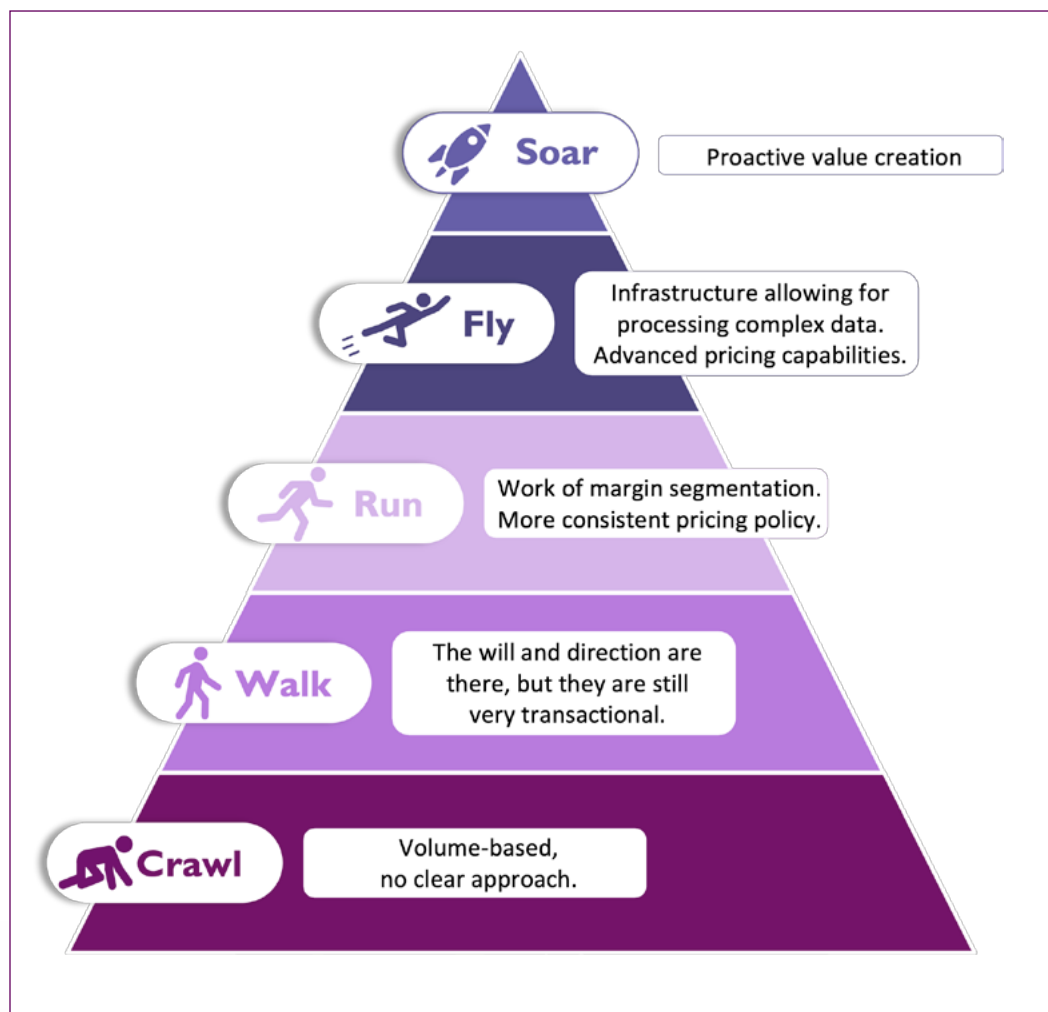 Soar
Proactive value creation
Fly
Infrastructure allowing for
processing complex data.
Advanced pricing capabilities.
Run
Work of margin segmentation.
More consistent pricing policy.
Walk
The will and direction are
there, but they are still
very transactional.
Crawl
Volume-based,
no clear approach.